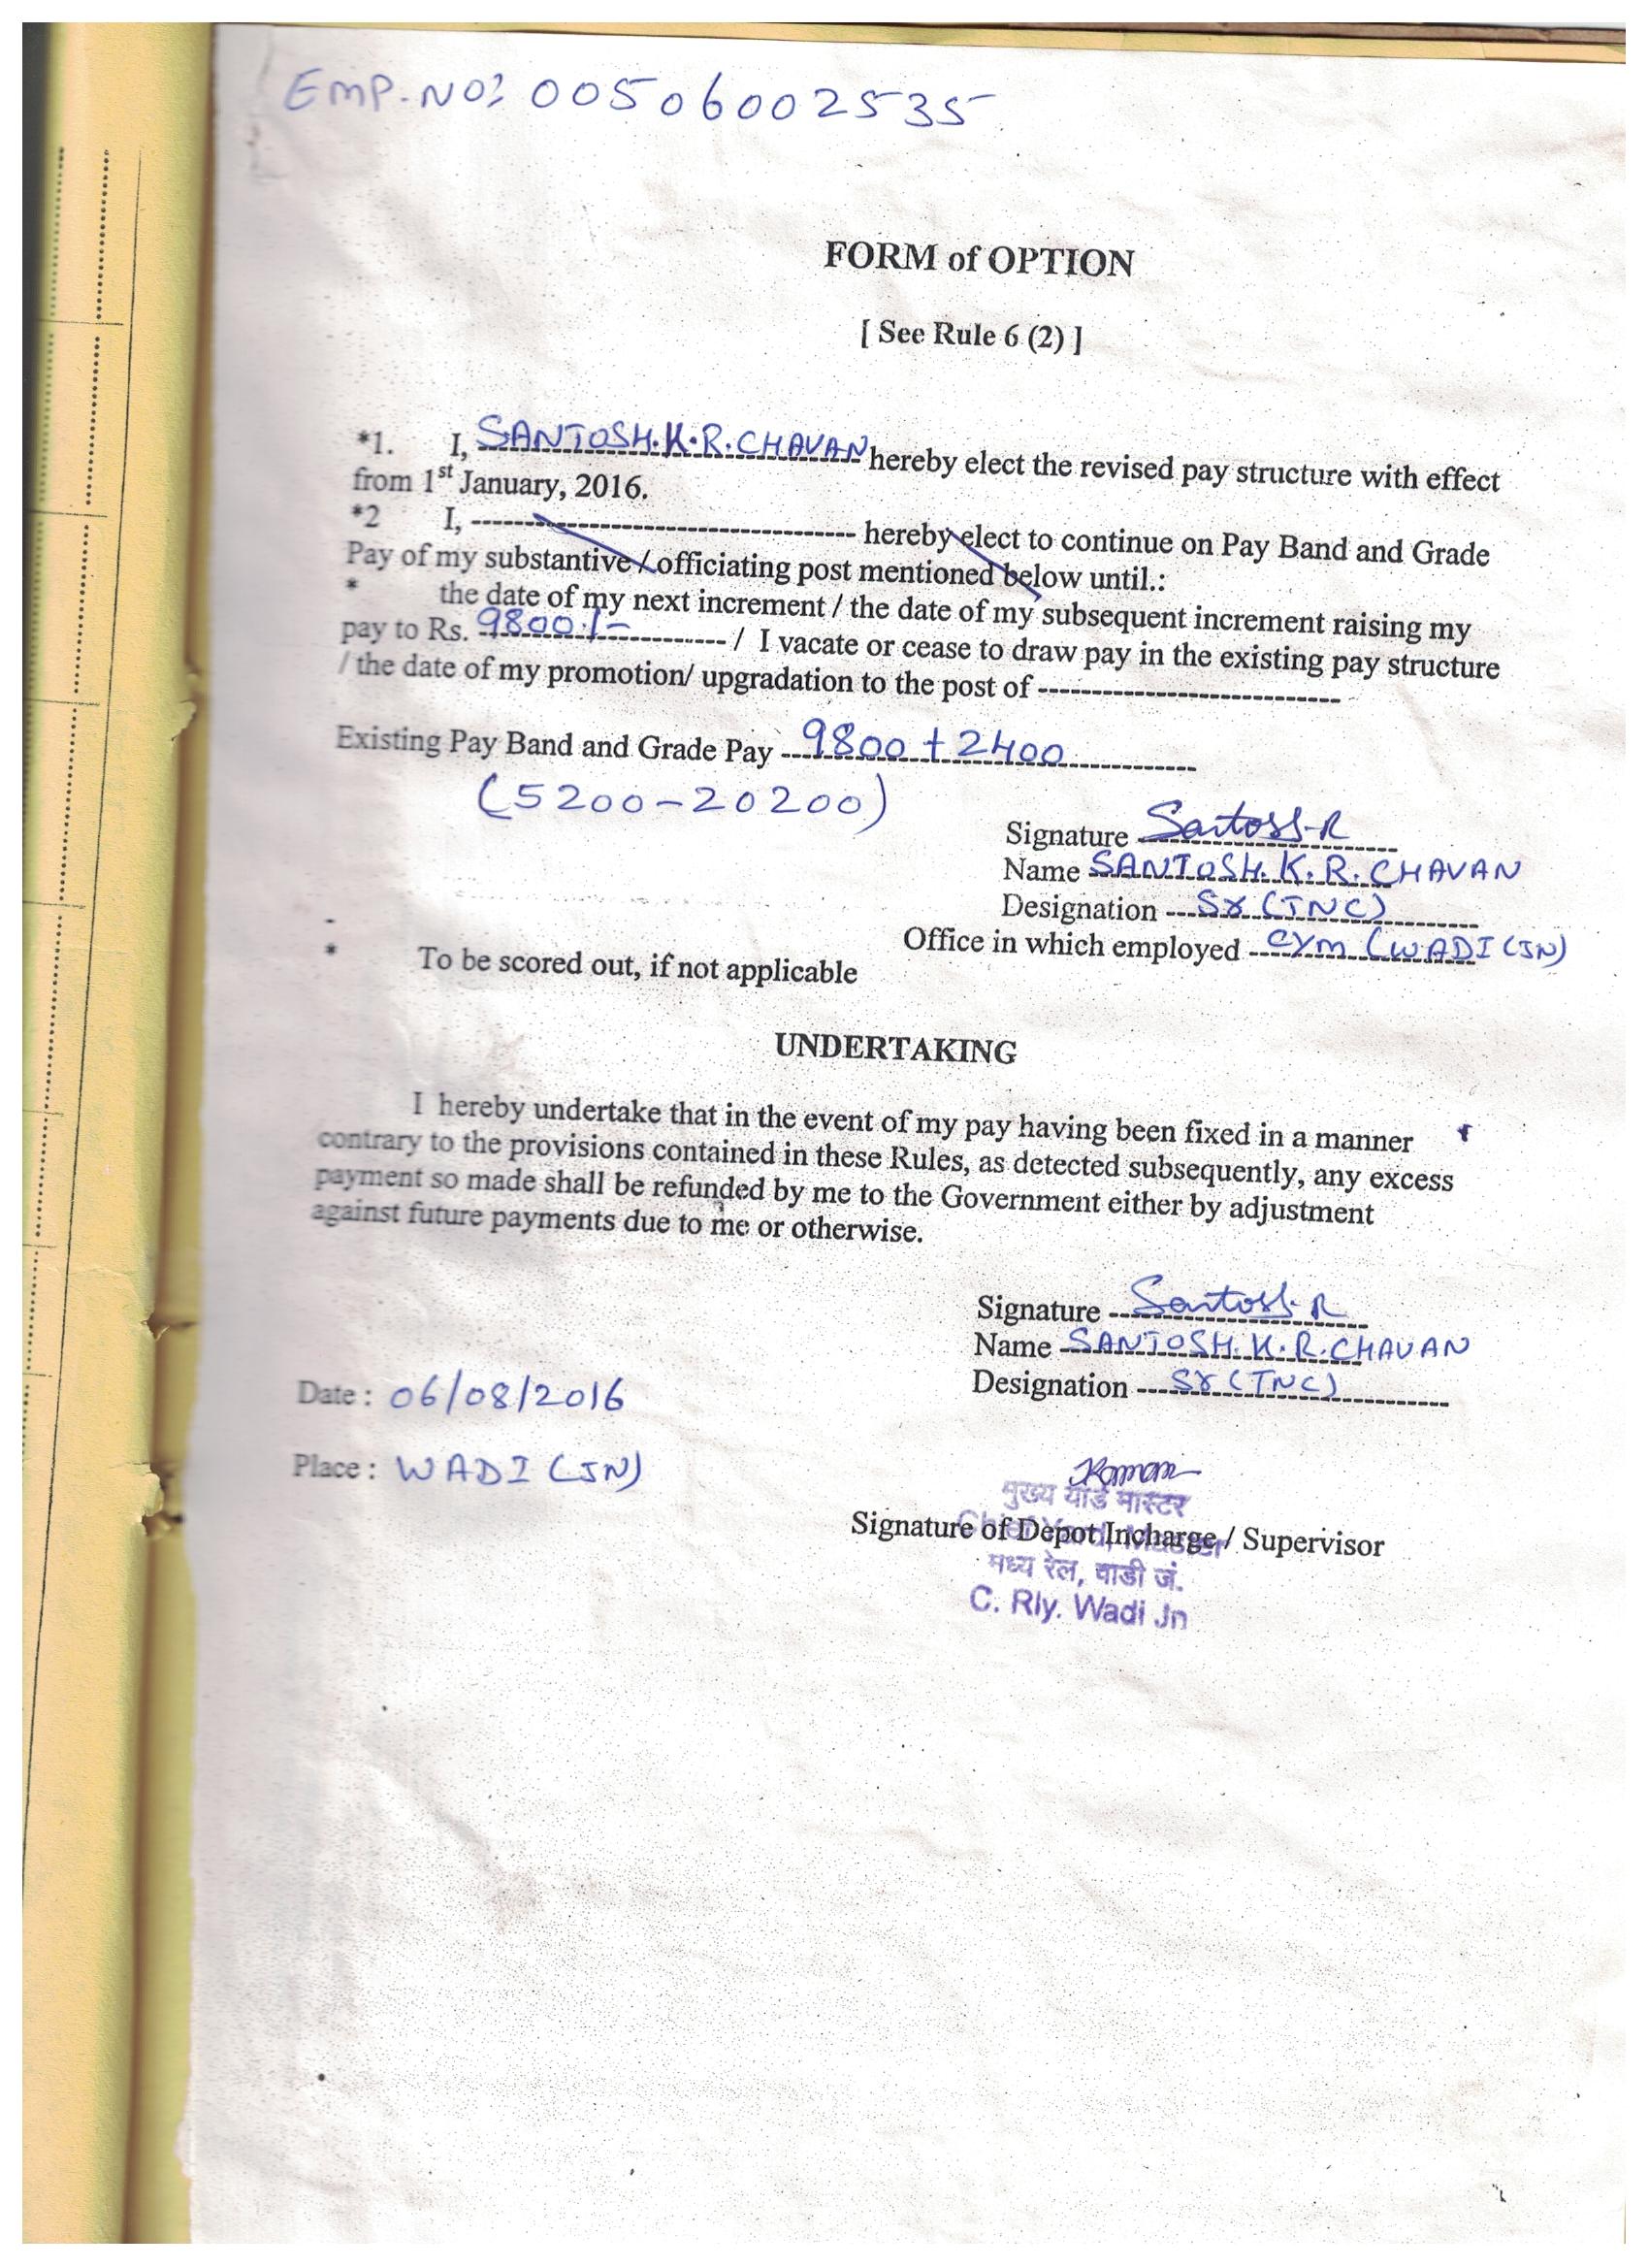 EMP. NO: 00506002535
FORM of OPTION
[ See Rule 6 (2) ]
*1. I, SANTOSH.K.R.CHAVAN hereby elect the revised pay structure with effect
from 1st January, 2016.
*2 I, ------------------------------------ hereby elect to continue on Pay Band and Grade
Pay of my substantive / officiating post mentioned below until.:
* the date of my next increment / the date of my subsequent increment raising my
pay to Rs. 9800/- / I vacate or cease to draw pay in the existing pay structure
/ the date of my promotion/ upgradation to the post of ----------------------------
Existing Pay Band and Grade Pay 9800+2400
(5200-20200)
Signature Santosh.R
Name SANTOSH.K.R.CHAVAN
Designation Sr (TNC)
Office in which employed CYM (WADI (JN)
* To be scored out, if not applicable
UNDERTAKING
I hereby undertake that in the event of my pay having been fixed in a manner
contrary to the provisions contained in these Rules, as detected subsequently, any excess
payment so made shall be refunded by me to the Government either by adjustment
against future payments due to me or otherwise.
Signature Santosh.R
Name SANTOSH.K.R.CHAVAN
Designation Sr (TNC)
Date : 06/08/2016
Place : WADI (JN)
मुख्य यार्ड मास्टर
Signature of Depot Incharge / Supervisor
Chief Yard Master
मध्य रेल, वाडी जं.
C. Rly. Wadi Jn